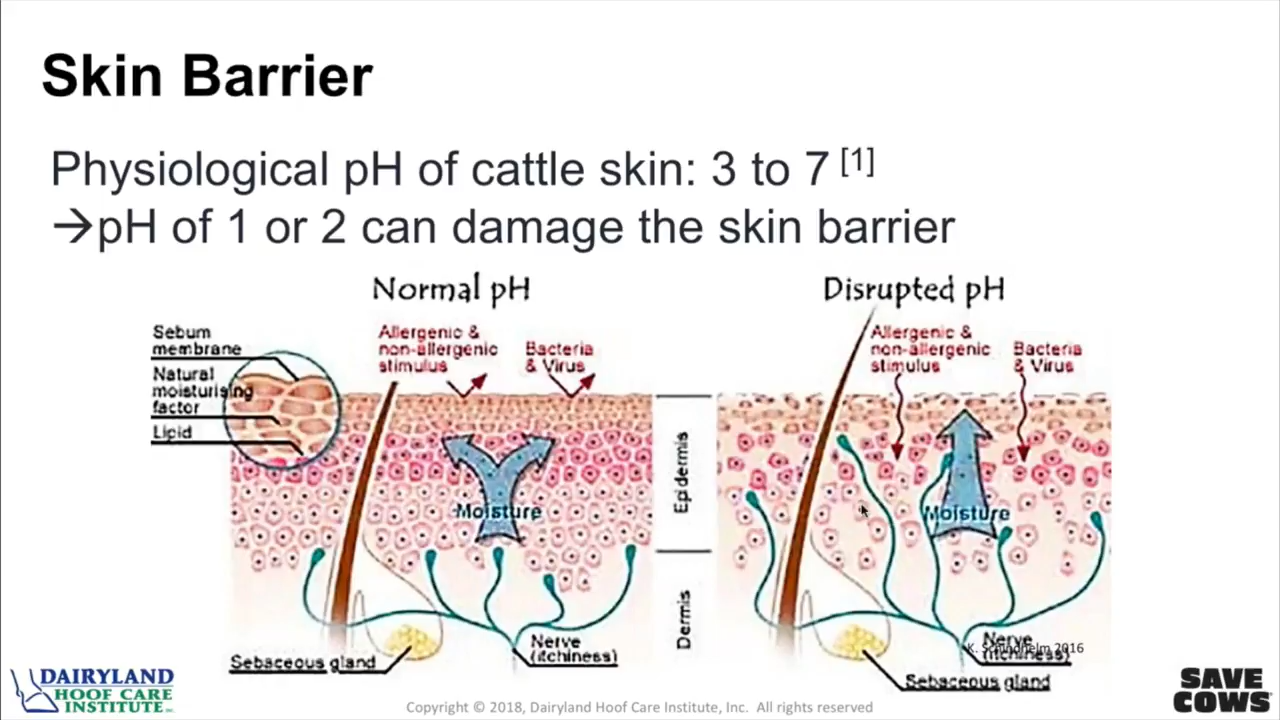 Skin Barrier
Physiological pH of cattle skin: 3 to 7 [1]
→pH of 1 or 2 can damage the skin barrier
Normal pH
Disrupted pH
Sebum
membrane
Natural
moisturising
factor
Lipid
Allergenic &
non-allergenic
stimulus
Bacteria
& Virus
Allergenic &
non-allergenic
stimulus
Bacteria
& Virus
Moisture
Epidermis
Moisture
Dermis
Nerve
(itchiness)
Sebaceous gland
Nerve
(itchiness)
K. Schindhelm 2016
Sebaceous gland
DAIRYLAND
HOOF CARE
INSTITUTE INC.
Copyright © 2018, Dairyland Hoof Care Institute, Inc. All rights reserved
SAVE
COWS